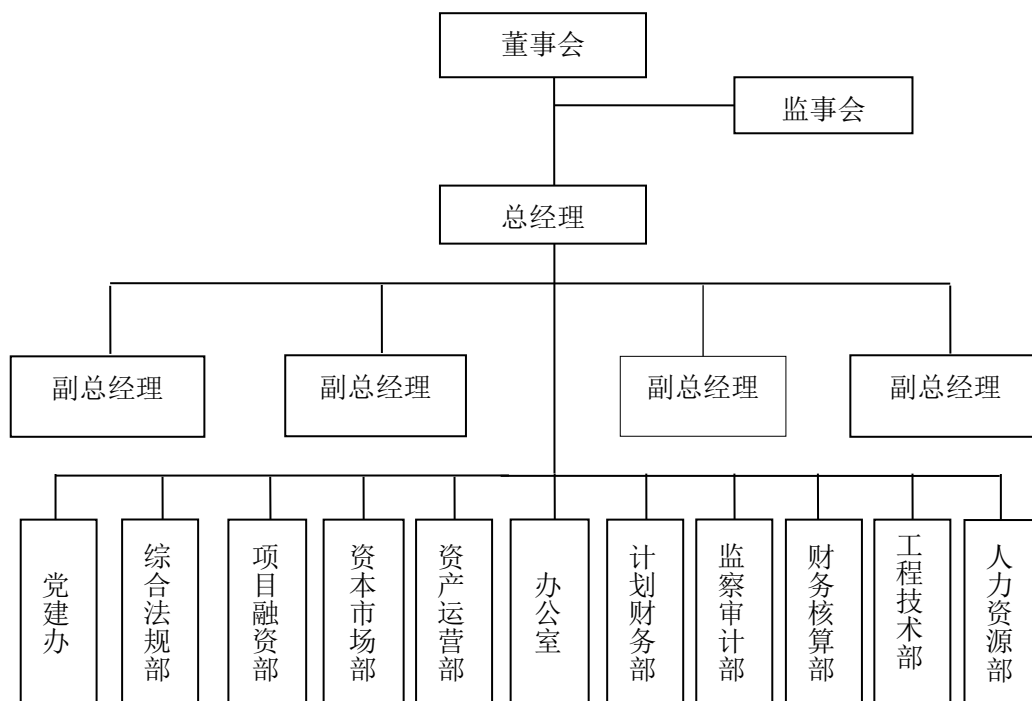 董事会
监事会
总经理
副总经理
副总经理
副总经理
副总经理
党建办
综合法规部
项目融资部
资本市场部
资产运营部
办公室
计划财务部
监察审计部
财务核算部
工程技术部
人力资源部